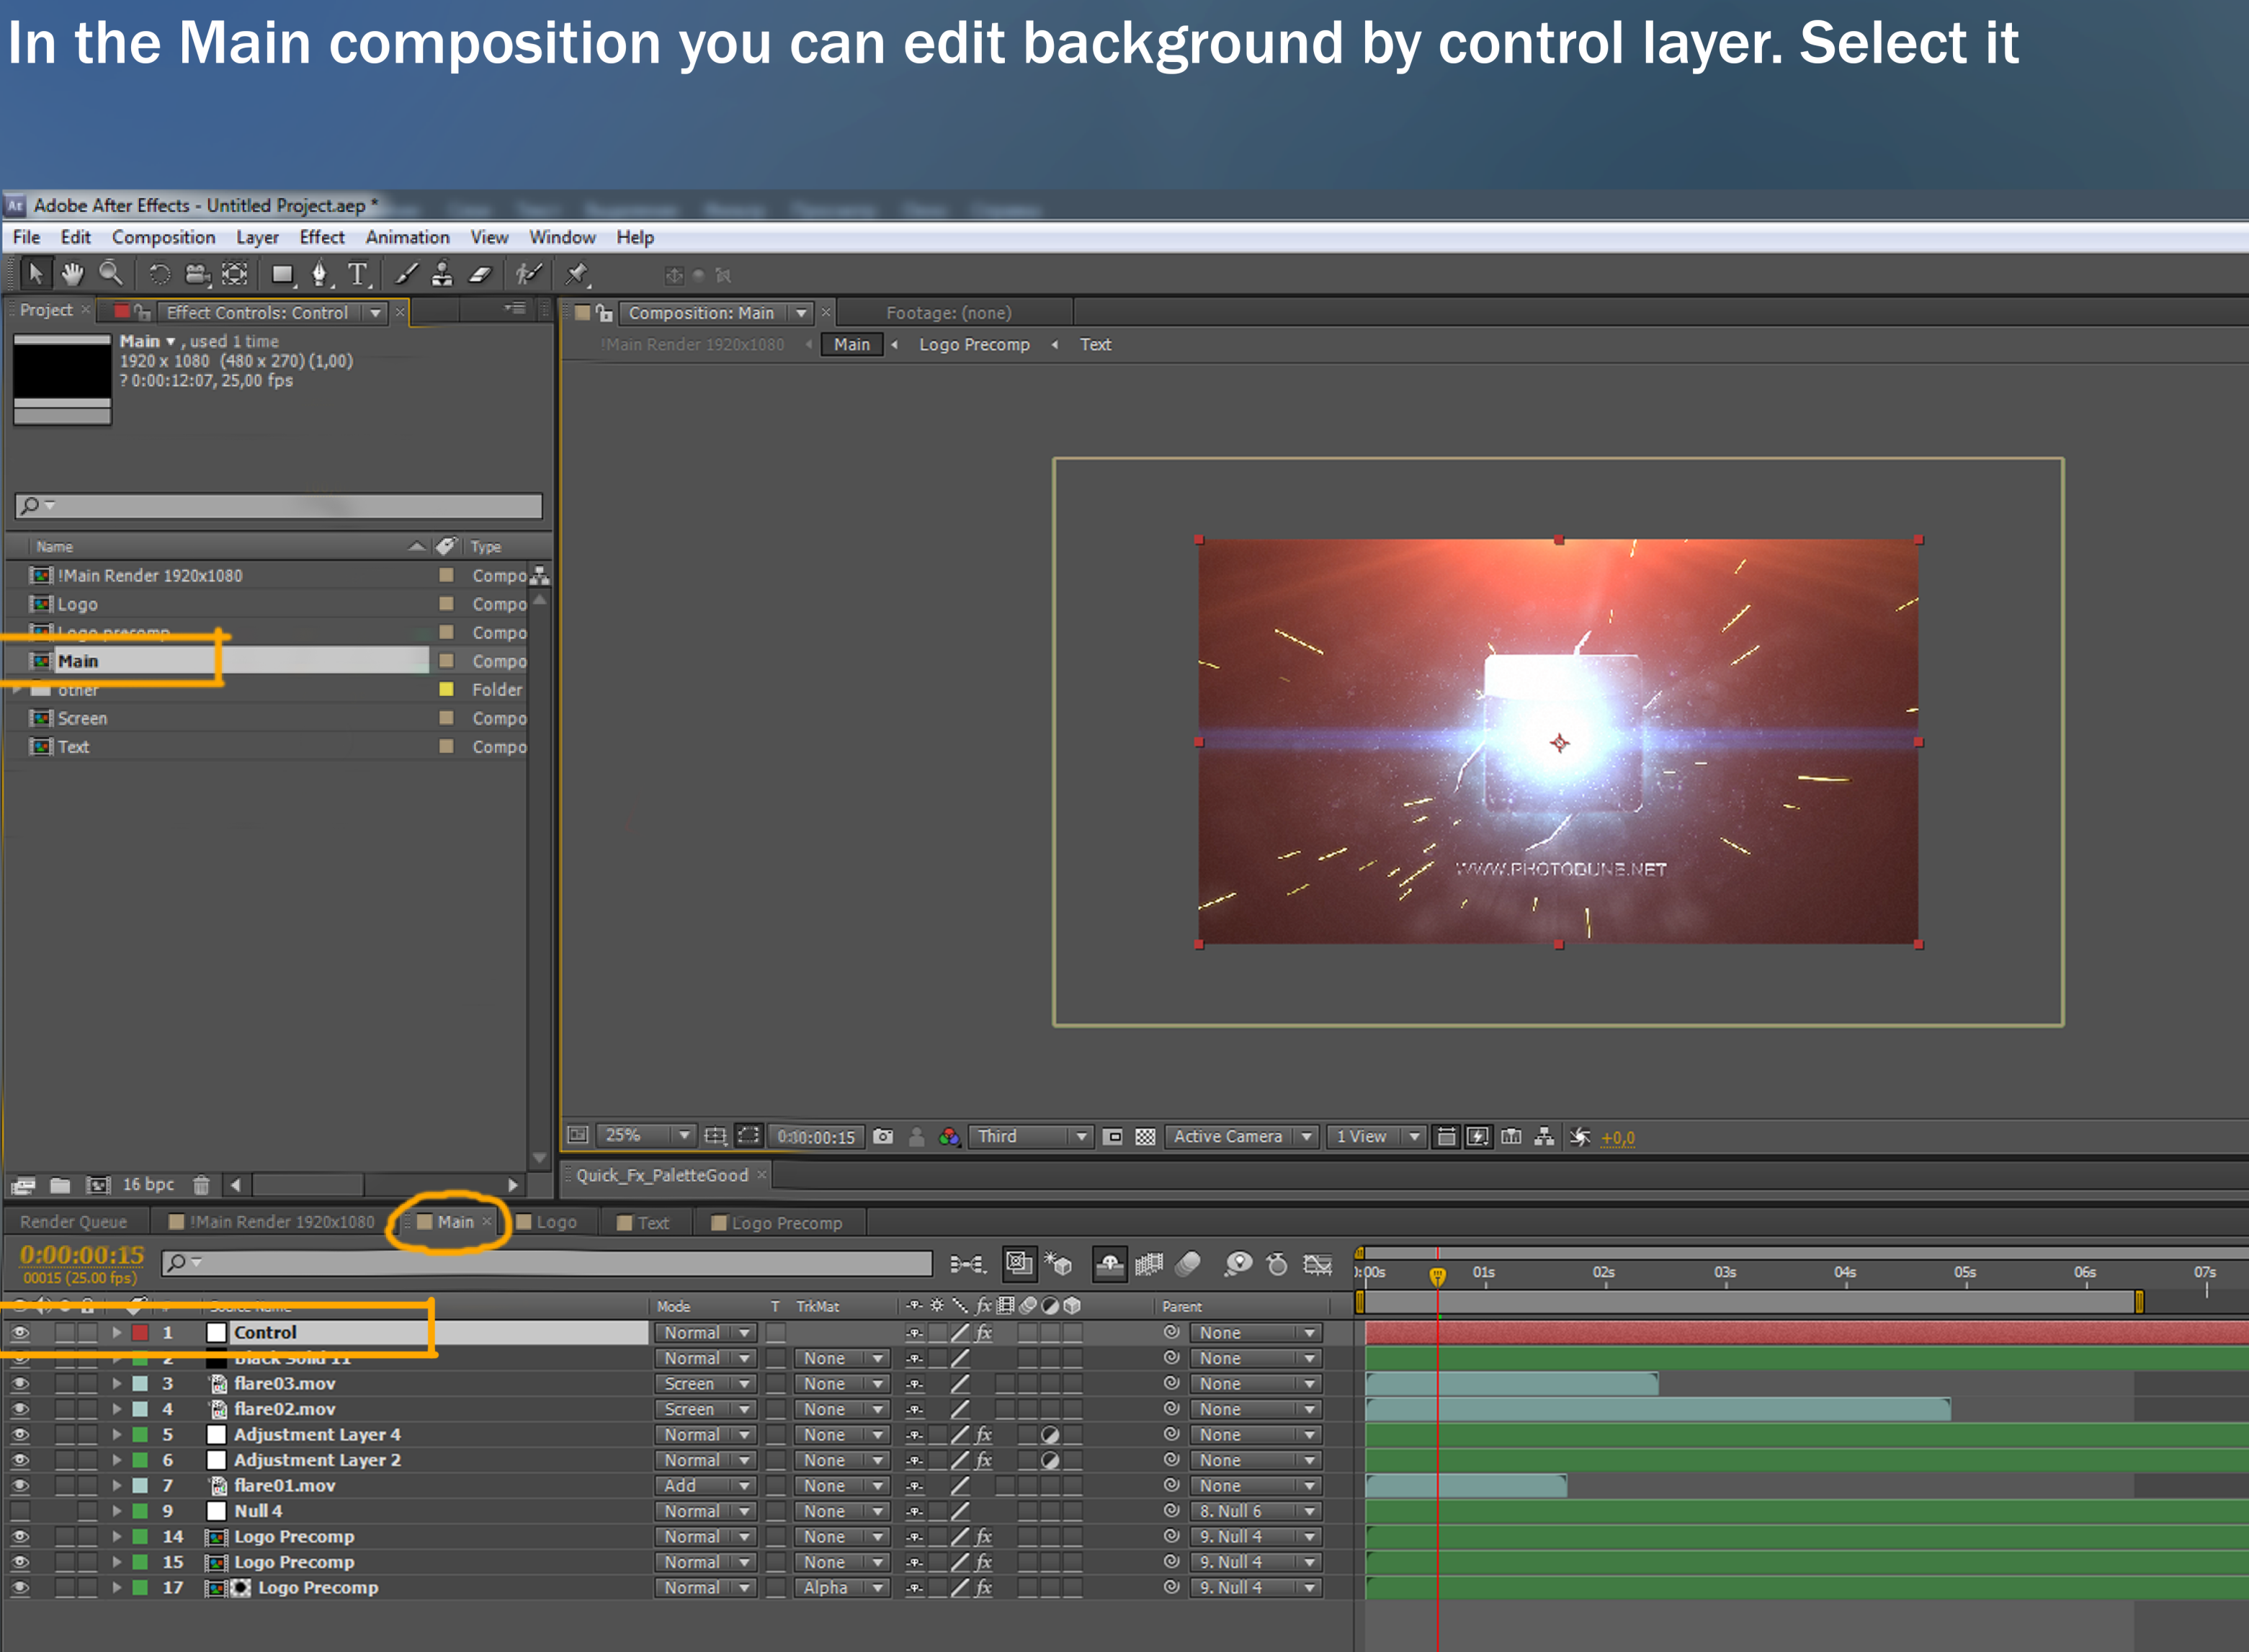 In the Main composition you can edit background by control layer. Select it
Adobe After Effects - Untitled Project.aep *
File Edit Composition Layer Effect Animation View Window Help
Project Effect Controls: Control
Composition: Main Footage: (none)
!Main Render 1920x1080 Main Logo Precomp Text
Main , used 1 time
1920 x 1080 (480 x 270) (1,00)
? 0:00:12:07, 25,00 fps
Name Type
!Main Render 1920x1080 Compo
Logo Compo
Logo precomp Compo
Main Compo
other Folder
Screen Compo
Text Compo
WWW.PHOTODUNE.NET
25% 0:00:00:15 Third Active Camera 1 View +0,0
16 bpc
Quick_Fx_PaletteGood
Render Queue !Main Render 1920x1080 Main Logo Text Logo Precomp
0:00:00:15
00015 (25.00 fps)
):00s 01s 02s 03s 04s 05s 06s 07s
# Source Name Mode T TrkMat fx Parent
1 Control Normal fx None
2 Black Solid 11 Normal None None
3 flare03.mov Screen None None
4 flare02.mov Screen None None
5 Adjustment Layer 4 Normal None fx None
6 Adjustment Layer 2 Normal None fx None
7 flare01.mov Add None None
9 Null 4 Normal None 8. Null 6
14 Logo Precomp Normal None fx 9. Null 4
15 Logo Precomp Normal None fx 9. Null 4
17 Logo Precomp Normal Alpha fx 9. Null 4